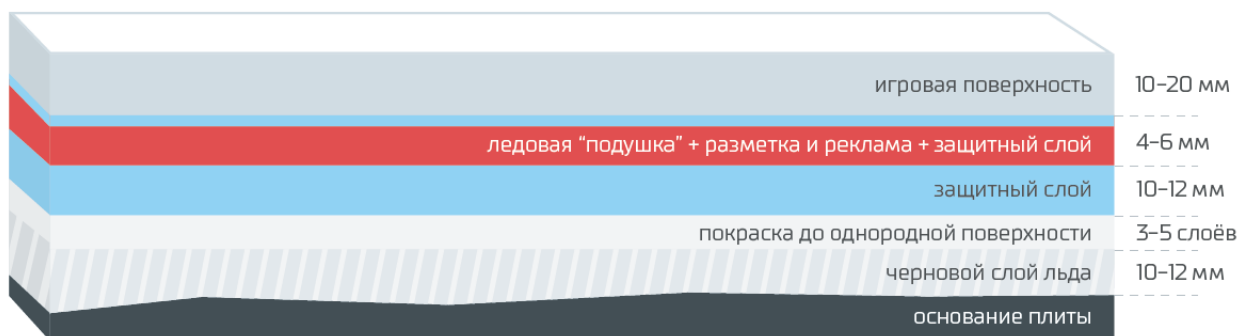 игровая поверхность 10–20 мм
ледовая “подушка” + разметка и реклама + защитный слой 4–6 мм
защитный слой 10–12 мм
покраска до однородной поверхности 3–5 слоёв
черновой слой льда 10–12 мм
основание плиты